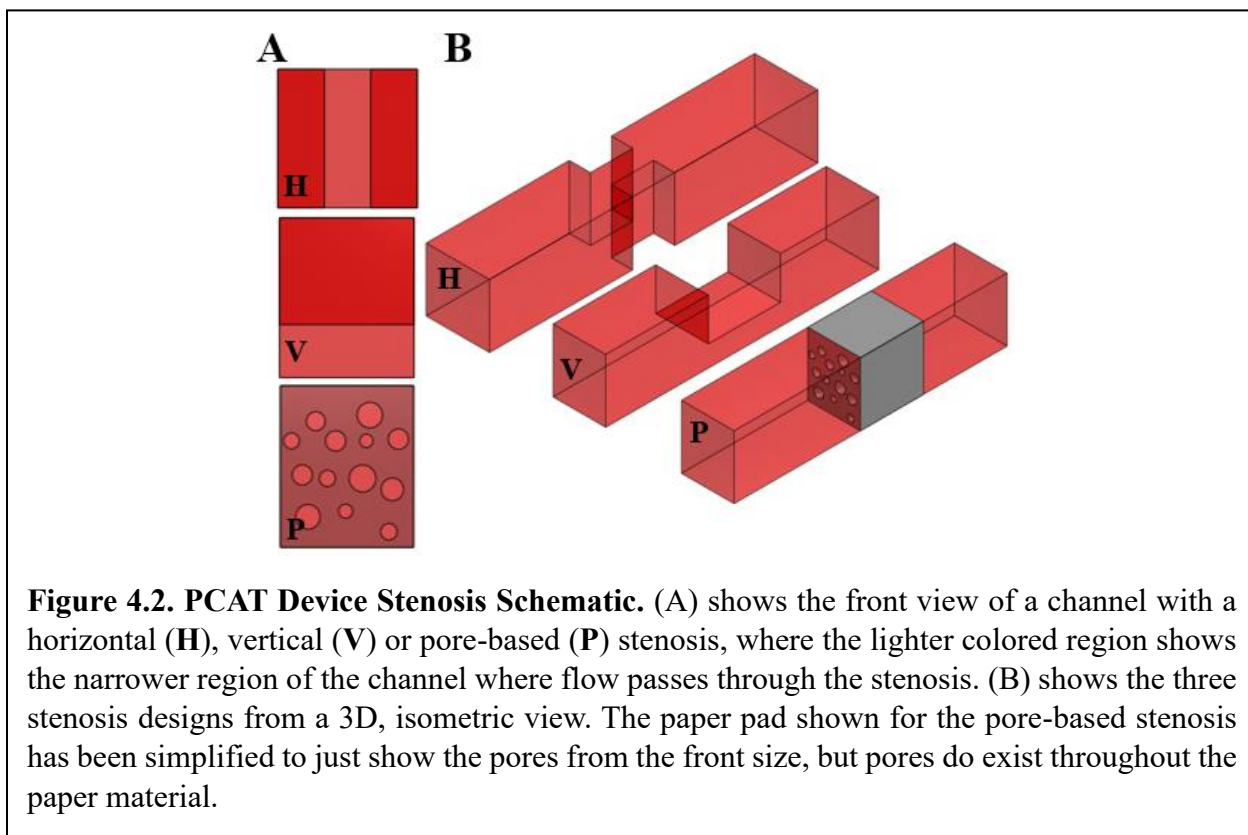 A
B
H
V
P
H
V
P
Figure 4.2. PCAT Device Stenosis Schematic. (A) shows the front view of a channel with a
horizontal (H), vertical (V) or pore-based (P) stenosis, where the lighter colored region shows
the narrower region of the channel where flow passes through the stenosis. (B) shows the three
stenosis designs from a 3D, isometric view. The paper pad shown for the pore-based stenosis
has been simplified to just show the pores from the front size, but pores do exist throughout the
paper material.